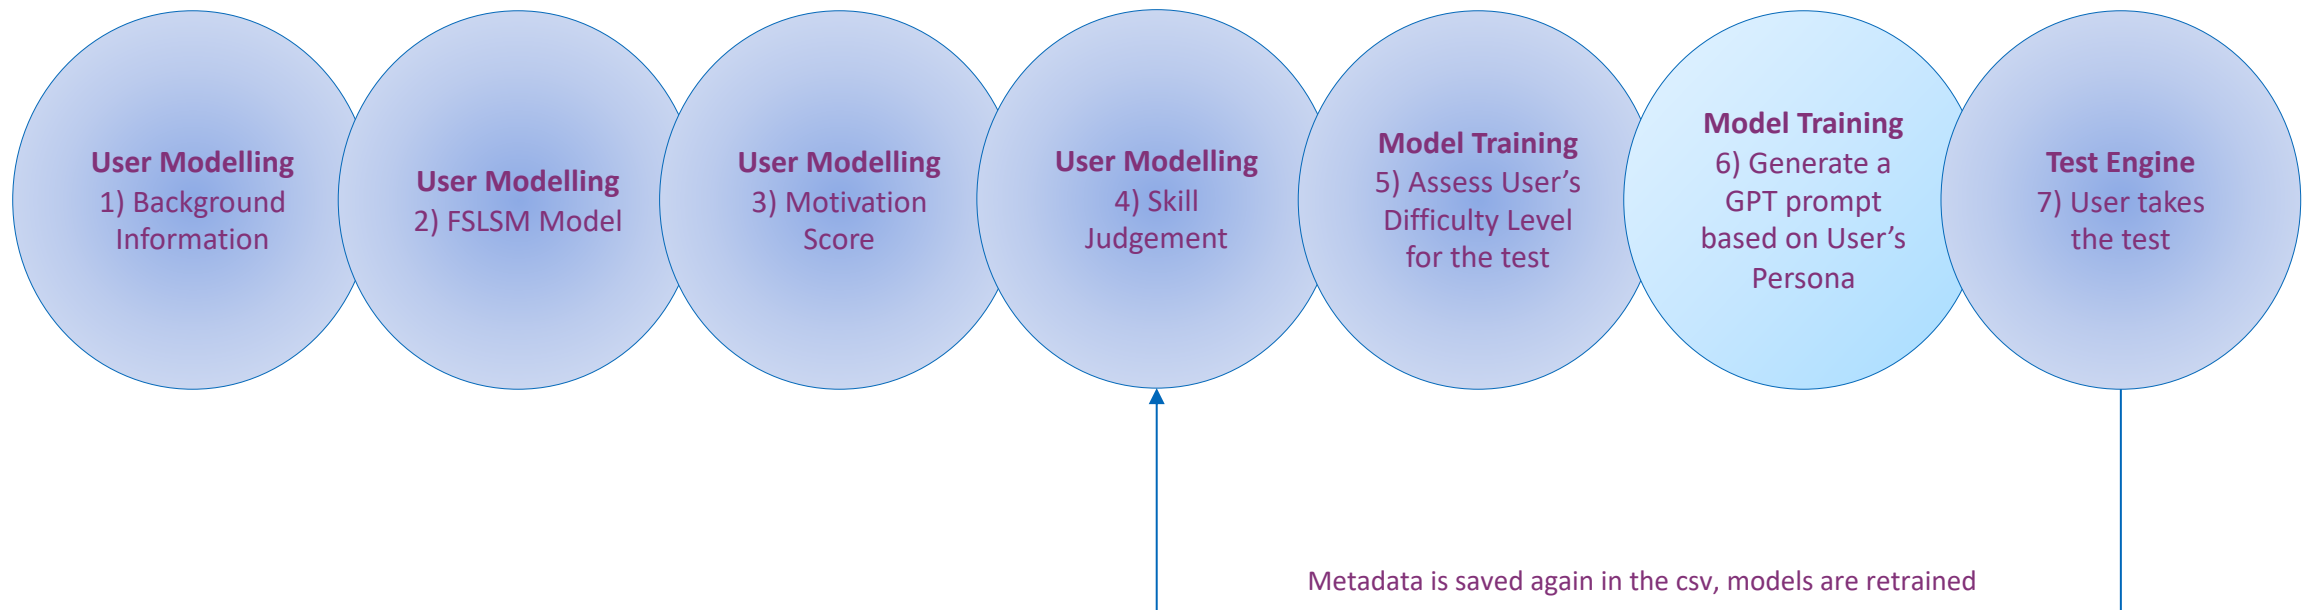 User Modelling
1) Background
Information
User Modelling
2) FSLSM Model
User Modelling
3) Motivation
Score
User Modelling
4) Skill
Judgement
Model Training
5) Assess User’s
Difficulty Level
for the test
Model Training
6) Generate a
GPT prompt
based on User’s
Persona
Test Engine
7) User takes
the test
Metadata is saved again in the csv, models are retrained